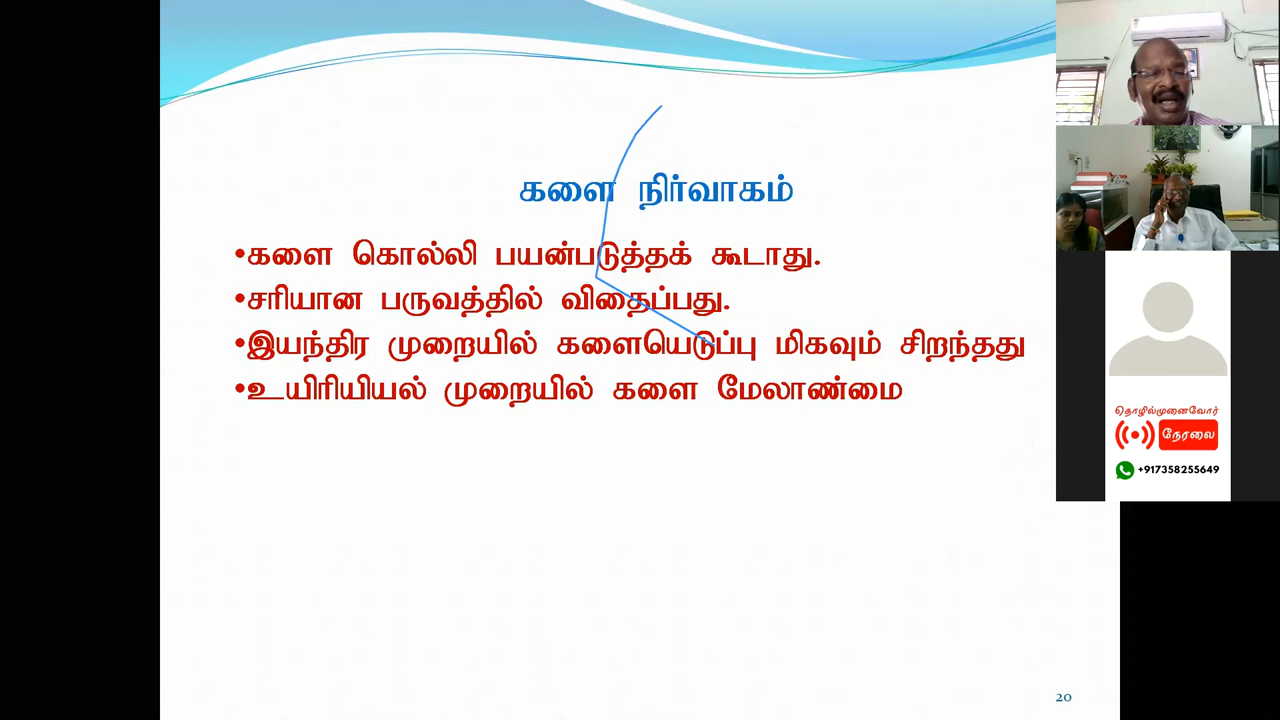 களை நிர்வாகம்
•களை கொல்லி பயன்படுத்தக் கூடாது.
•சரியான பருவத்தில் விதைப்பது.
•இயந்திர முறையில் களையெடுப்பு மிகவும் சிறந்தது
•உயிரியியல் முறையில் களை மேலாண்மை
தொழில்முனைவோர்
நேரலை
+917358255649
20